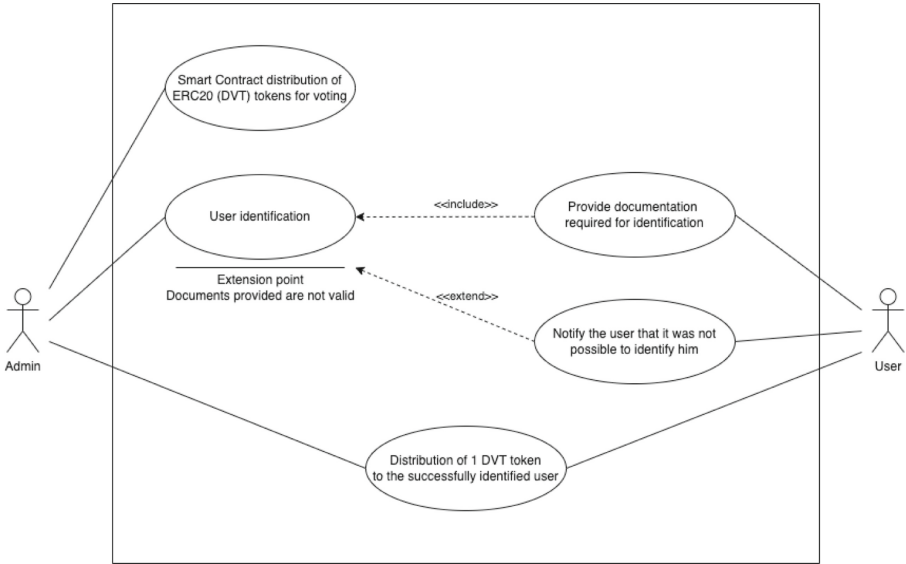 Smart Contract distribution of
ERC20 (DVT) tokens for voting
User identification
<<include>>
Provide documentation
required for identification
Extension point
Documents provided are not valid
<<extend>>
Notify the user that it was not
possible to identify him
Admin
User
Distribution of 1 DVT token
to the successfully identified user